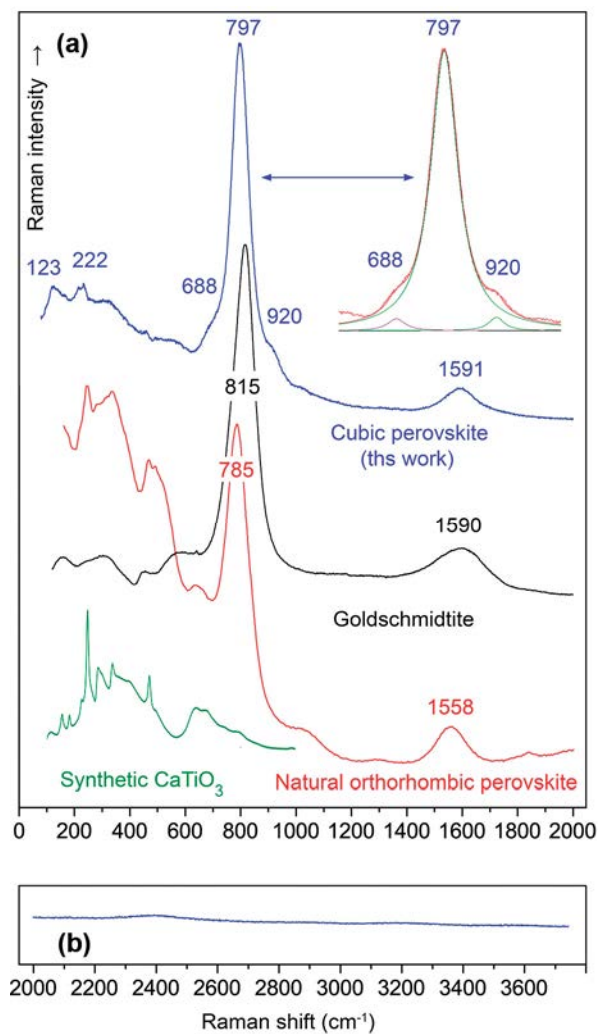 797
797
(a)
Raman intensity →
123
222
688
920
688
920
1591
815
Cubic perovskite
(ths work)
785
1590
Goldschmidtite
1558
Synthetic CaTiO₃
Natural orthorhombic perovskite
0 200 400 600 800 1000 1200 1400 1600 1800 2000
(b)
2000 2200 2400 2600 2800 3000 3200 3400 3600
Raman shift (cm⁻¹)